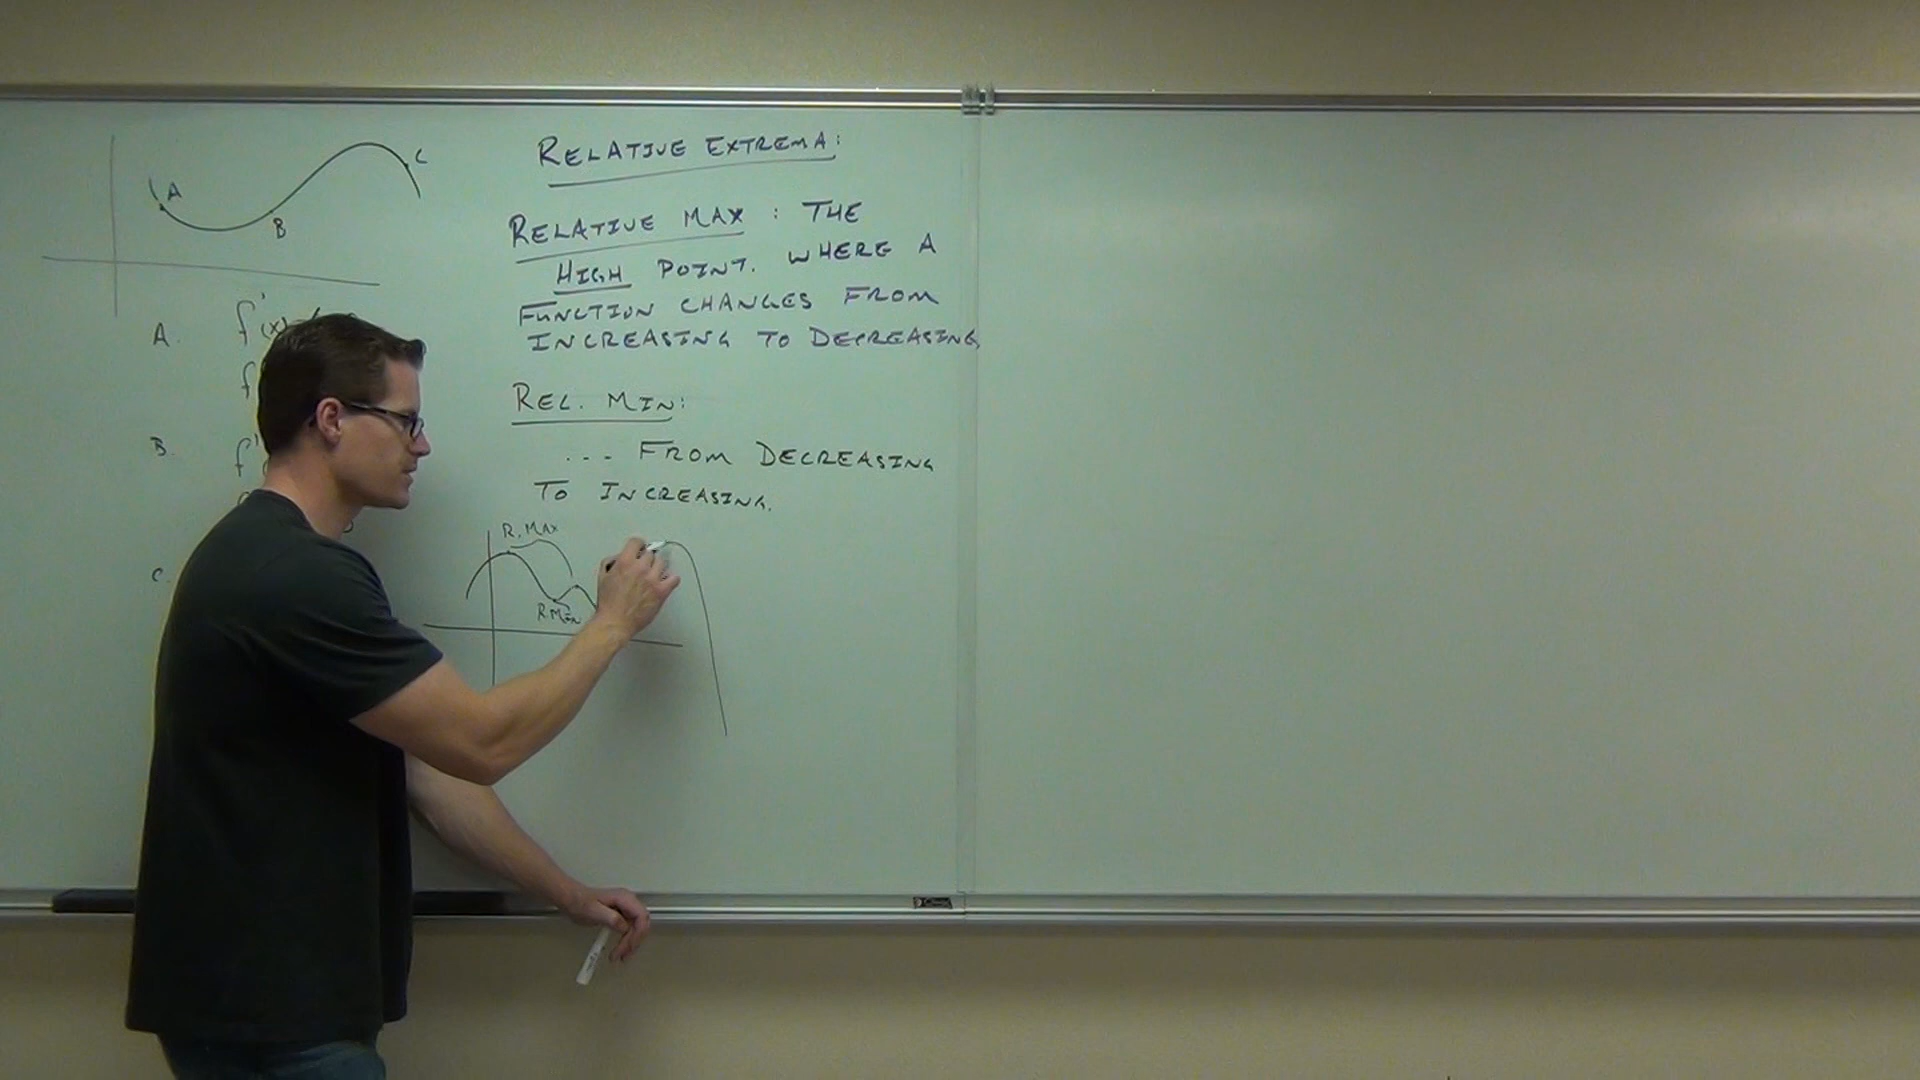 A
B
C
A. f'(x)
f
B. f'
C.
RELATIVE EXTREMA:
RELATIVE MAX : THE
HIGH POINT. WHERE A
FUNCTION CHANGES FROM
INCREASING TO DECREASING
REL. MIN:
... FROM DECREASING
TO INCREASING.
R. MAX
R. Min